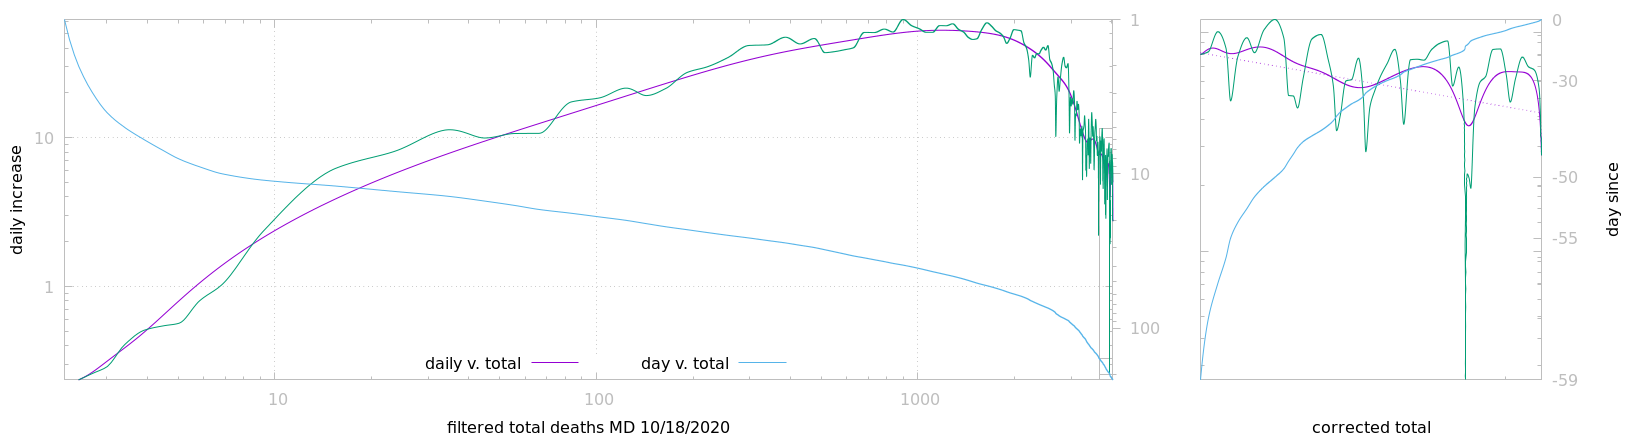 daily increase
10
1
daily v. total
day v. total
10
100
1000
filtered total deaths MD 10/18/2020
1
10
100
0
-30
-50
-55
-59
day since
corrected total